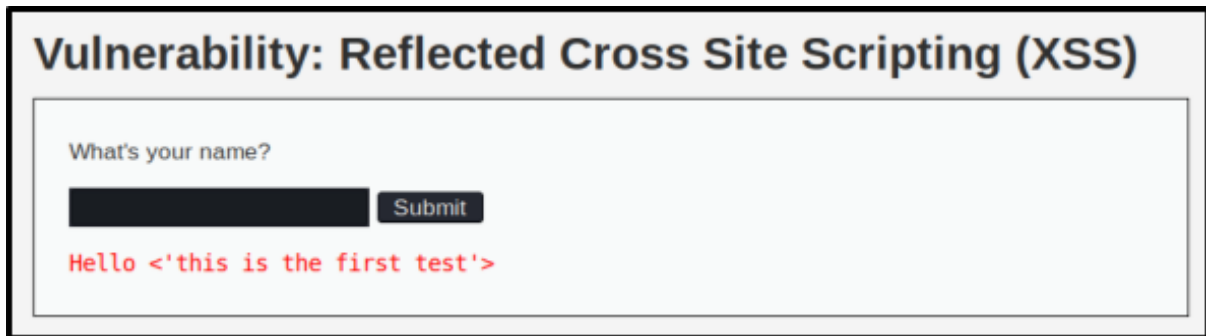 Vulnerability: Reflected Cross Site Scripting (XSS)
What's your name?
Submit
Hello <'this is the first test'>